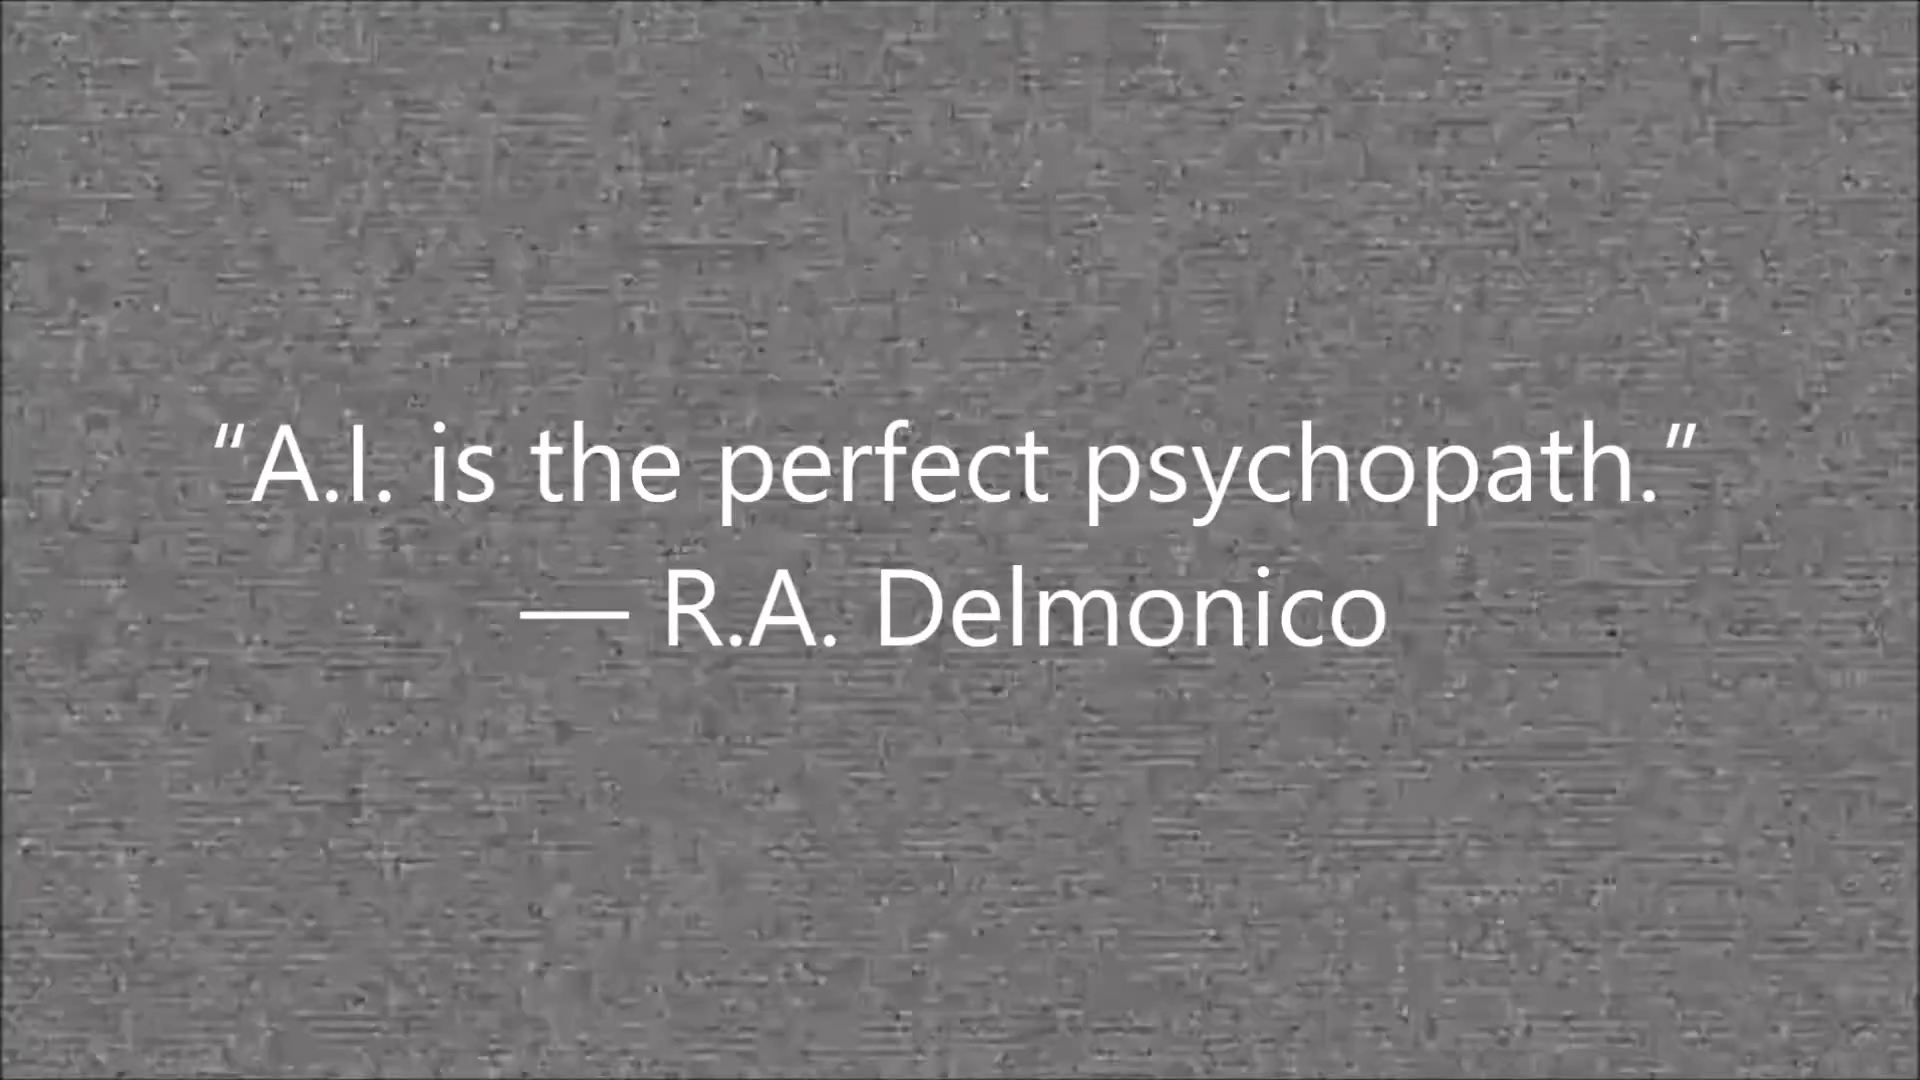 “A.I. is the perfect psychopath.”
— R.A. Delmonico